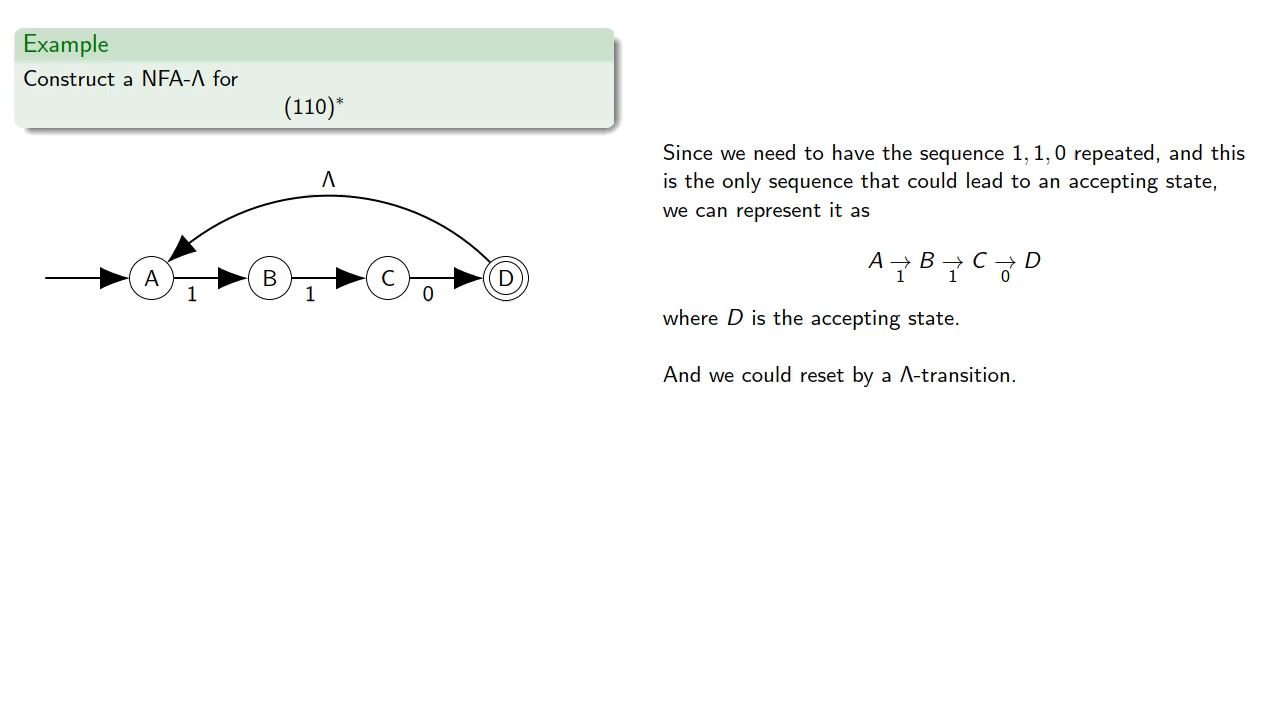 Example
Construct a NFA-Λ for
(110)*
Λ
A B C D
1 1 0
Since we need to have the sequence 1, 1, 0 repeated, and this
is the only sequence that could lead to an accepting state,
we can represent it as
A → B → C → D
1 1 0
where D is the accepting state.
And we could reset by a Λ-transition.